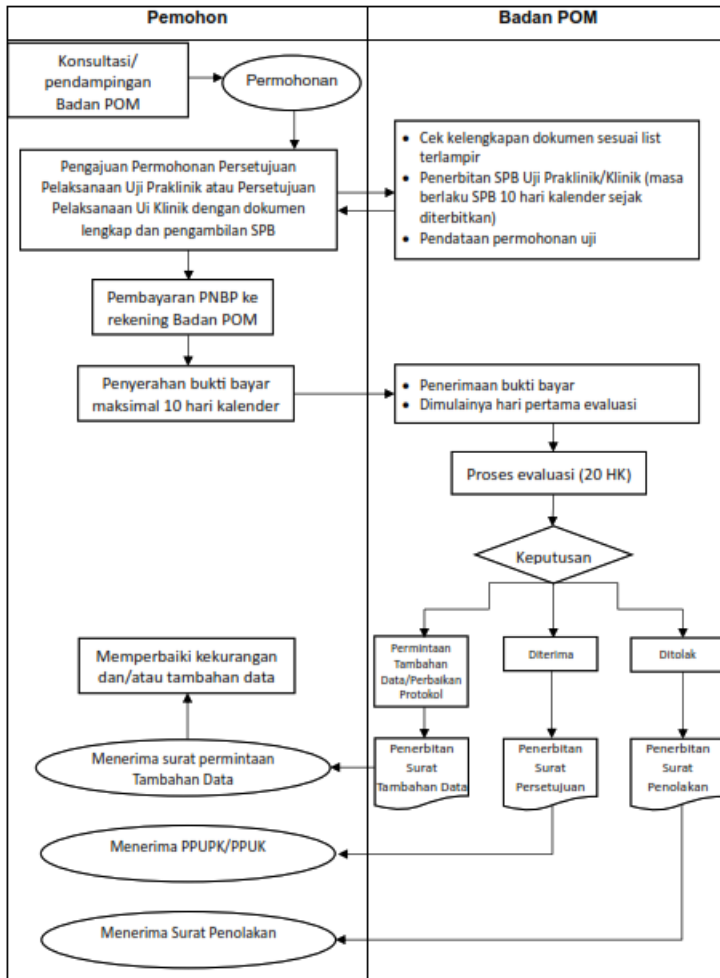 Pemohon
Badan POM
Konsultasi/
pendampingan
Badan POM
Permohonan
Pengajuan Permohonan Persetujuan
Pelaksanaan Uji Praklinik atau Persetujuan
Pelaksanaan Ui Klinik dengan dokumen
lengkap dan pengambilan SPB
• Cek kelengkapan dokumen sesuai list
terlampir
• Penerbitan SPB Uji Praklinik/Klinik (masa
berlaku SPB 10 hari kalender sejak
diterbitkan)
• Pendataan permohonan uji
Pembayaran PNBP ke
rekening Badan POM
Penyerahan bukti bayar
maksimal 10 hari kalender
• Penerimaan bukti bayar
• Dimulainya hari pertama evaluasi
Proses evaluasi (20 HK)
Keputusan
Permintaan
Tambahan
Data/Perbaikan
Protokol
Diterima
Ditolak
Memperbaiki kekurangan
dan/atau tambahan data
Penerbitan
Surat
Tambahan Data
Penerbitan
Surat
Persetujuan
Penerbitan
Surat
Penolakan
Menerima surat permintaan
Tambahan Data
Menerima PPUPK/PPUK
Menerima Surat Penolakan